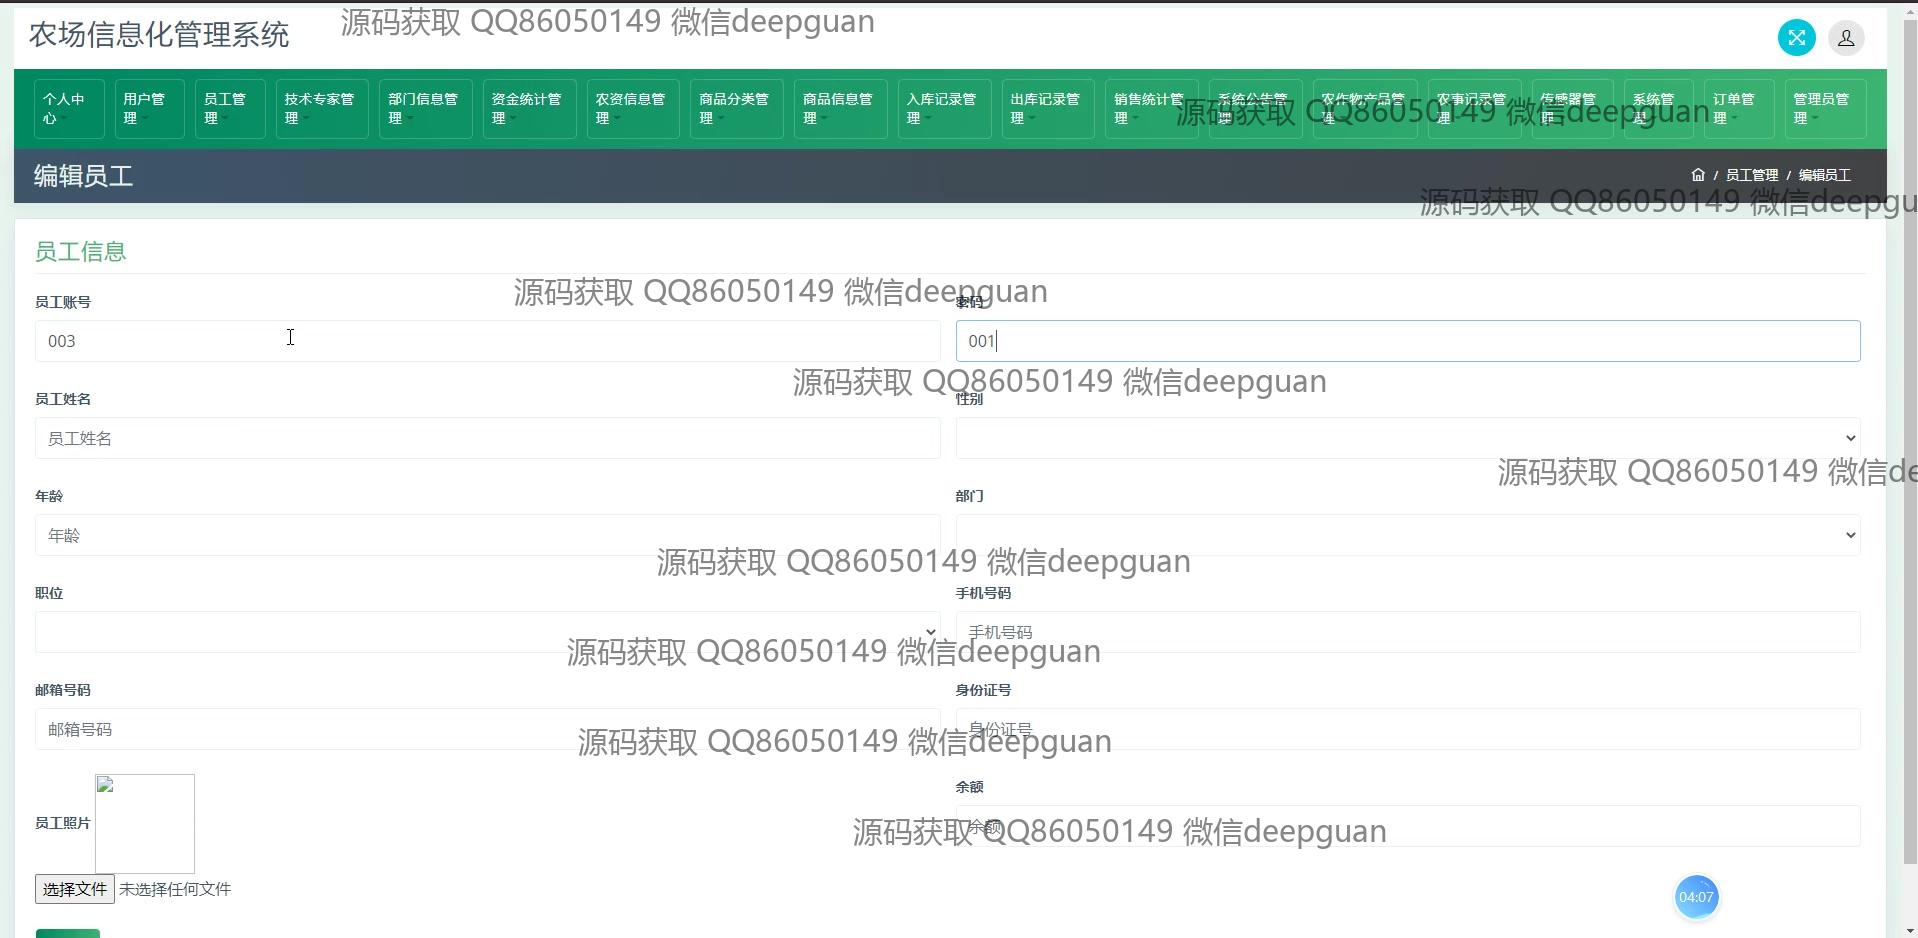 农场信息化管理系统
源码获取 QQ86050149 微信deepguan
个人中心
用户管理
员工管理
技术专家管理
部门信息管理
资金统计管理
农资信息管理
商品分类管理
商品信息管理
入库记录管理
出库记录管理
销售统计管理
系统公告管理
农作物产品管理
农事记录管理
传感器管理
系统管理
订单管理
管理员管理
源码获取 QQ86050149 微信deepguan
编辑员工
/ 员工管理 / 编辑员工
源码获取 QQ86050149 微信deepgu
员工信息
源码获取 QQ86050149 微信deepguan
员工账号
密码
003
001
源码获取 QQ86050149 微信deepguan
员工姓名
性别
员工姓名
源码获取 QQ86050149 微信de
年龄
部门
年龄
源码获取 QQ86050149 微信deepguan
职位
手机号码
手机号码
源码获取 QQ86050149 微信deepguan
邮箱号码
身份证号
邮箱号码
身份证号
源码获取 QQ86050149 微信deepguan
员工照片
余额
余额
源码获取 QQ86050149 微信deepguan
选择文件 未选择任何文件
04:07